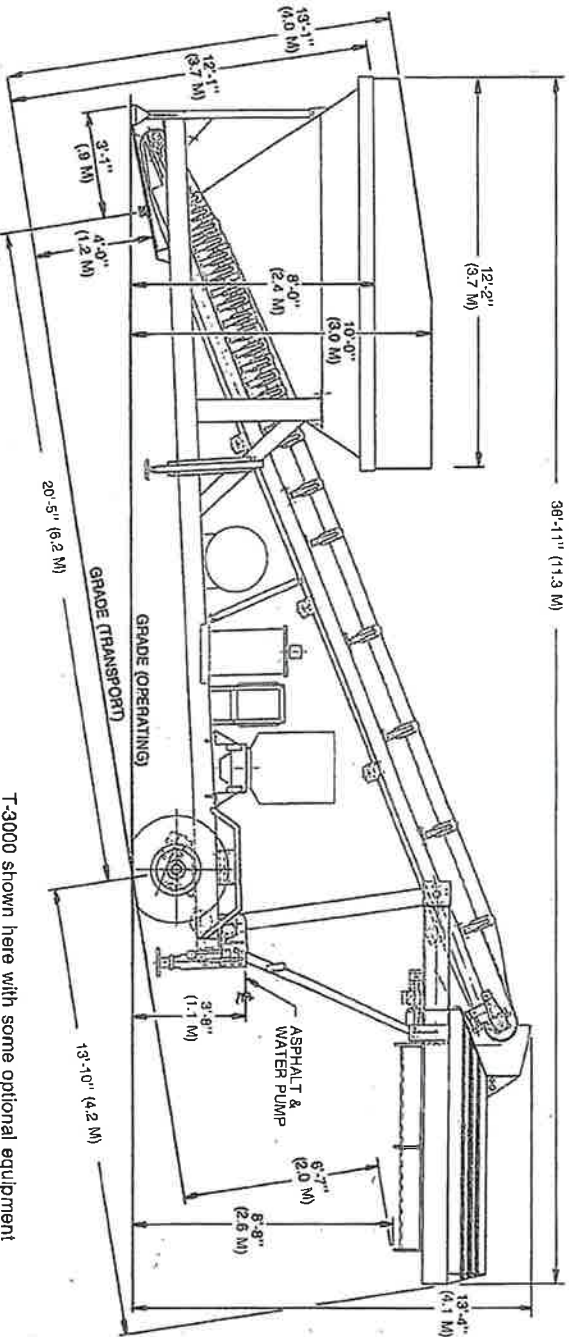 38'-11" (11.3 M)
12'-2"
(3.7 M)
13'-1"
(4.0 M)
12'-1"
(3.7 M)
3'-1"
(.9 M)
4'-0"
(1.2 M)
8'-0"
(2.4 M)
10'-0"
(3.0 M)
20'-5" (6.2 M)
GRADE (TRANSPORT)
GRADE (OPERATING)
3'-8"
(1.1 M)
ASPHALT &
WATER PUMP
13'-10" (4.2 M)
6'-7"
(2.0 M)
8'-8"
(2.6 M)
13'-4"
(4.1 M)
T-3000 shown here with some optional equipment